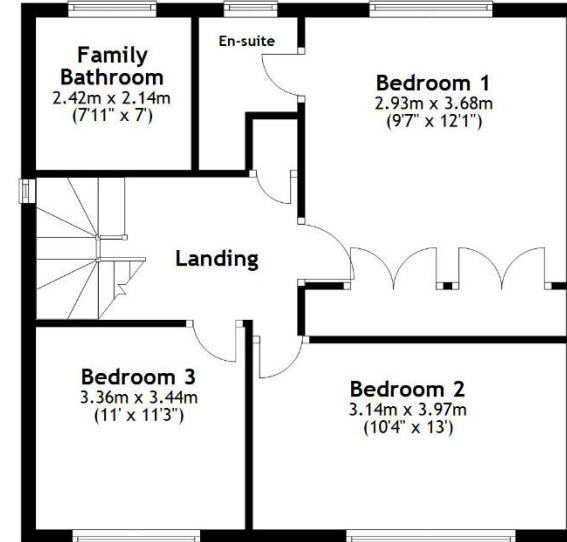 Family
Bathroom
2.42m x 2.14m
(7'11" x 7')
En-suite
Bedroom 1
2.93m x 3.68m
(9'7" x 12'1")
Landing
Bedroom 3
3.36m x 3.44m
(11' x 11'3")
Bedroom 2
3.14m x 3.97m
(10'4" x 13')